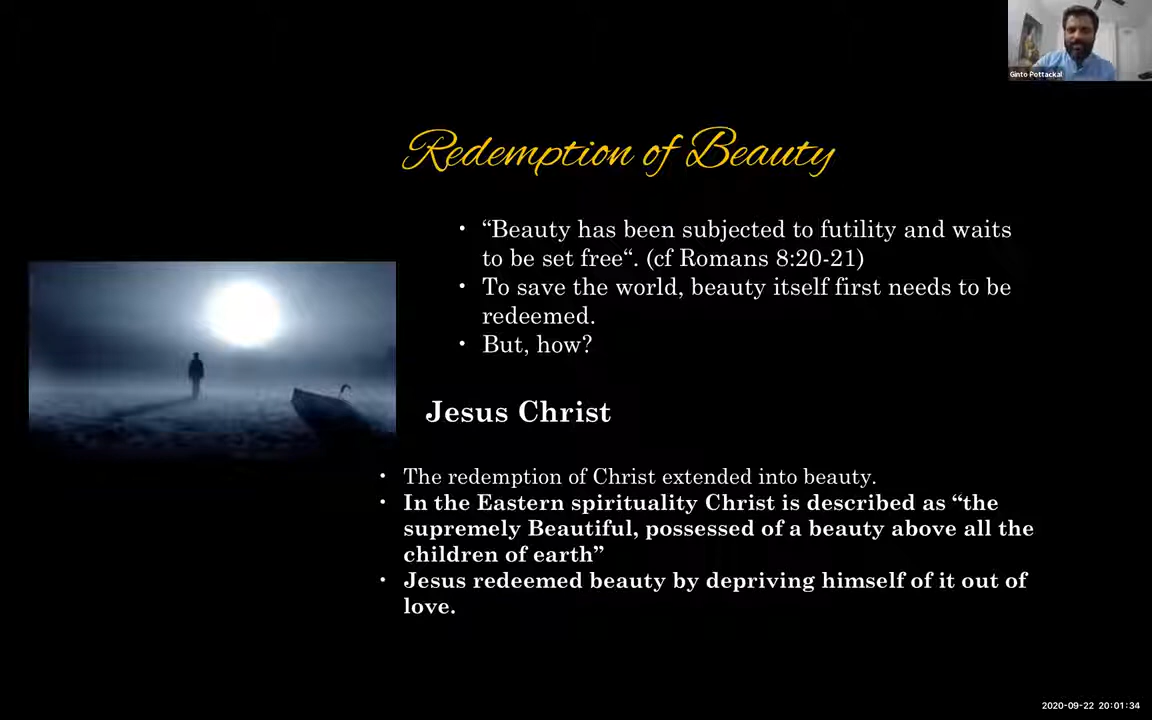 Ginto Pottackal
Redemption of Beauty
• “Beauty has been subjected to futility and waits
to be set free“. (cf Romans 8:20-21)
• To save the world, beauty itself first needs to be
redeemed.
• But, how?
Jesus Christ
• The redemption of Christ extended into beauty.
• In the Eastern spirituality Christ is described as “the
supremely Beautiful, possessed of a beauty above all the
children of earth”
• Jesus redeemed beauty by depriving himself of it out of
love.
2020-09-22 20:01:34